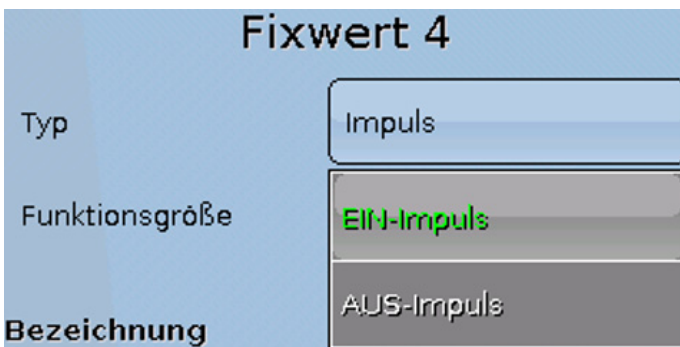 Fixwert 4
Typ
Impuls
Funktionsgröße
EIN-Impuls
AUS-Impuls
Bezeichnung